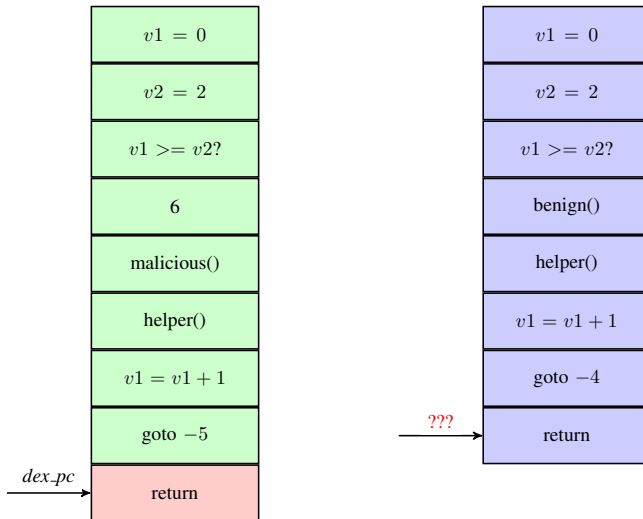 v1 = 0
v2 = 2
v1 >= v2?
6
malicious()
helper()
v1 = v1 + 1
goto −5
dex_pc
return
v1 = 0
v2 = 2
v1 >= v2?
benign()
helper()
v1 = v1 + 1
goto −4
???
return